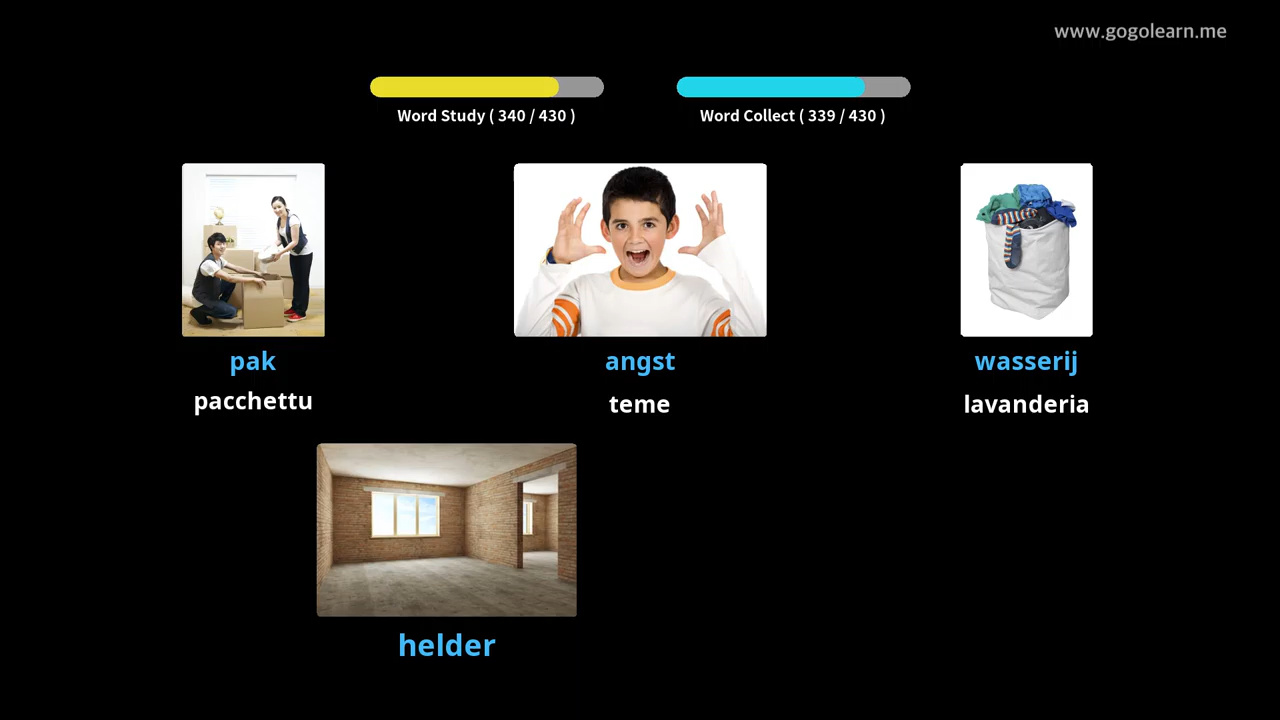 www.gogolearn.me
Word Study ( 340 / 430 )
Word Collect ( 339 / 430 )
pak
angst
wasserij
pacchettu
teme
lavanderia
helder